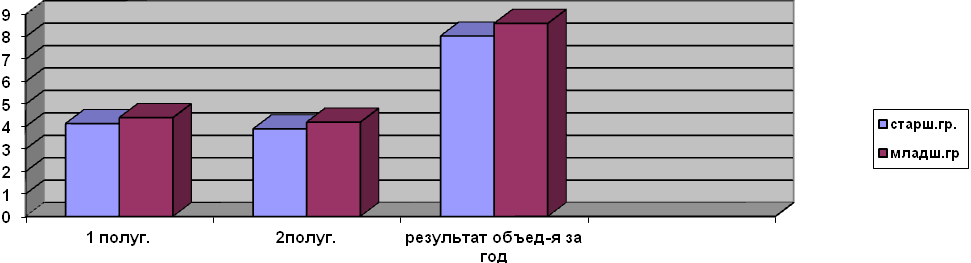 9
8
7
6
5
4
3
2
1
0
1 полуг.
2полуг.
результат объед-я за
год
старш.гр.
младш.гр